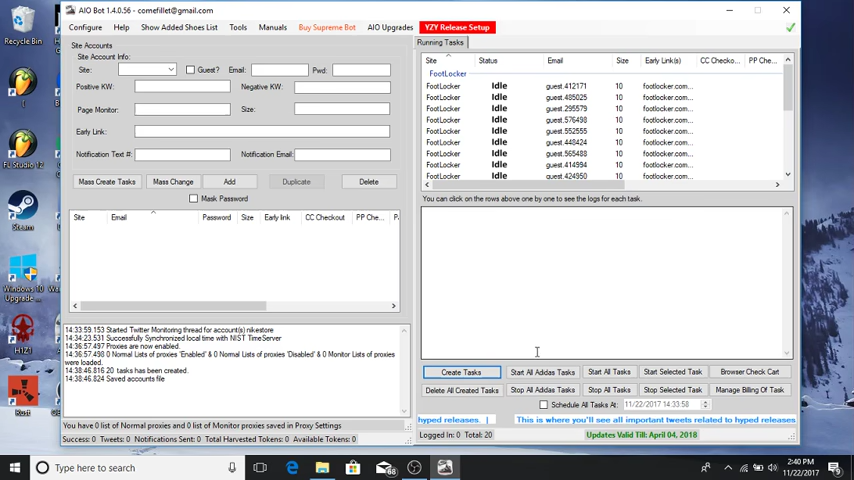 Recycle Bin
FL Studio 12
Steam
Windows 10
Upgrade ...
H1Z1
Rust
AIO Bot 1.4.0.56 - comefillet@gmail.com
Configure Help Show Added Shoes List Tools Manuals Buy Supreme Bot AIO Upgrades YZY Release Setup
Site Accounts
Site Account Info:
Site: Guest? Email: Pwd:
Positive KW: Negative KW:
Page Monitor: Size:
Early Link:
Notification Text #: Notification Email:
Mass Create Tasks Mass Change Add Duplicate Delete
Mask Password
Site Email Password Size Early link CC Checkout PP Che...
14:33:59.153 Started Twitter Monitoring thread for account(s) nikestore
14:34:23.531 Successfully Synchronized local time with NIST TimeServer
14:36:57.497 Proxies are now enabled.
14:36:57.498 0 Normal Lists of proxies 'Enabled' & 0 Normal Lists of proxies 'Disabled' & 0 Monitor Lists of proxies
were loaded.
14:38:46.816 20 tasks has been created.
14:38:46.824 Saved accounts file
You have 0 list of Normal proxies and 0 list of Monitor proxies saved in Proxy Settings
Success: 0 Tweets: 0 Notifications Sent: 0 Total Harvested Tokens: 0 Available Tokens: 0
Running Tasks
Site Status Email Size Early Link(s) CC Checko... PP Chec
FootLocker
FootLocker Idle guest.412171 10 footlocker.com...
FootLocker Idle guest.485025 10 footlocker.com...
FootLocker Idle guest.295579 10 footlocker.com...
FootLocker Idle guest.576498 10 footlocker.com...
FootLocker Idle guest.552555 10 footlocker.com...
FootLocker Idle guest.448424 10 footlocker.com...
FootLocker Idle guest.565488 10 footlocker.com...
FootLocker Idle guest.414994 10 footlocker.com...
FootLocker Idle guest.424950 10 footlocker.com...
You can click on the rows above one by one to see the logs for each task.
Create Tasks Start All Adidas Tasks Start All Tasks Start Selected Task Browser Check Cart
Delete All Created Tasks Stop All Adidas Tasks Stop All Tasks Stop Selected Task Manage Billing Of Task
Schedule All Tasks At: 11/22/2017 14:33:58
hyped releases. | This is where you'll see all important tweets related to hyped releases
Logged In: 0 Total: 20 Updates Valid Till: April 04, 2018
Type here to search
68
2:40 PM
11/22/2017